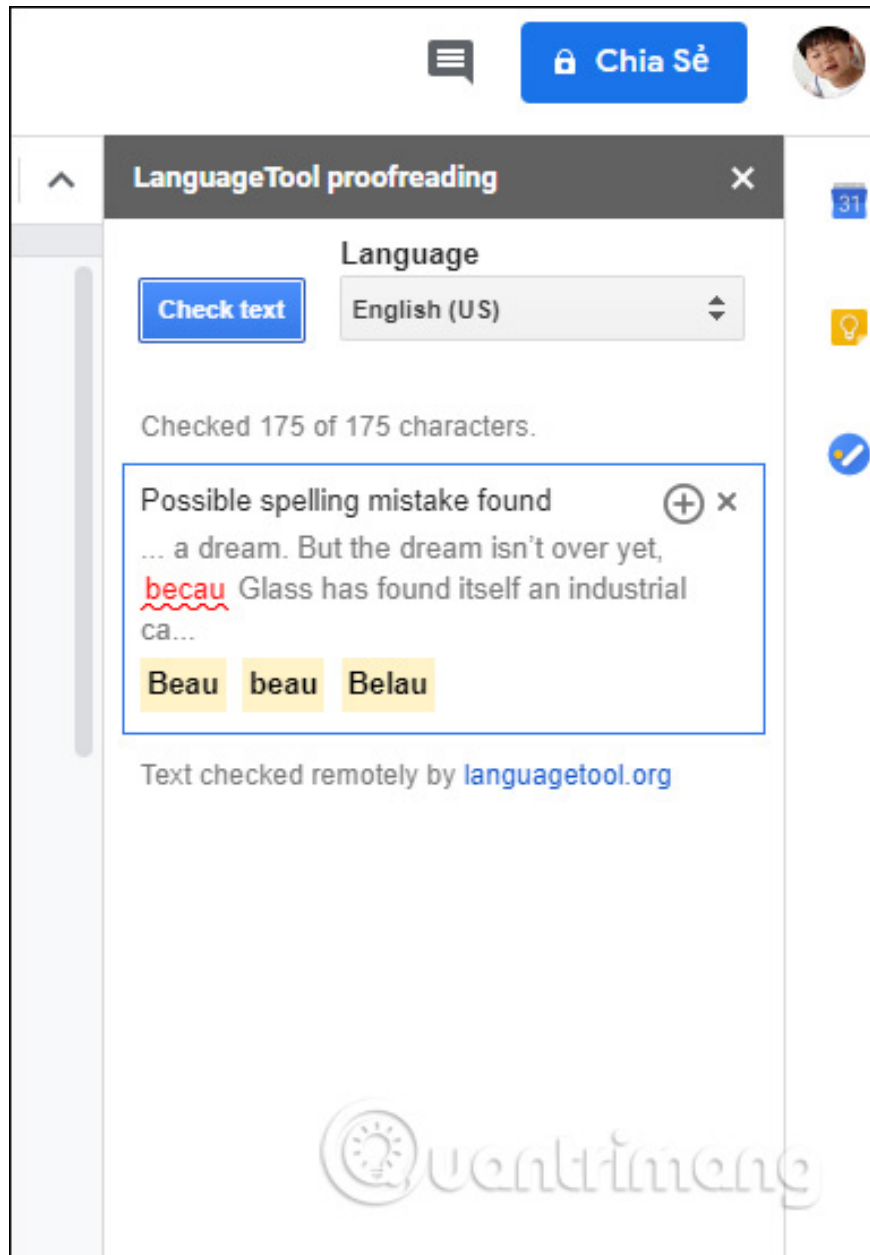 Chia Sẻ
LanguageTool proofreading
31
Language
Check text
English (US)
Checked 175 of 175 characters.
Possible spelling mistake found
... a dream. But the dream isn’t over yet,
becau Glass has found itself an industrial
ca...
Beau beau Belau
Text checked remotely by languagetool.org
Quantrimang